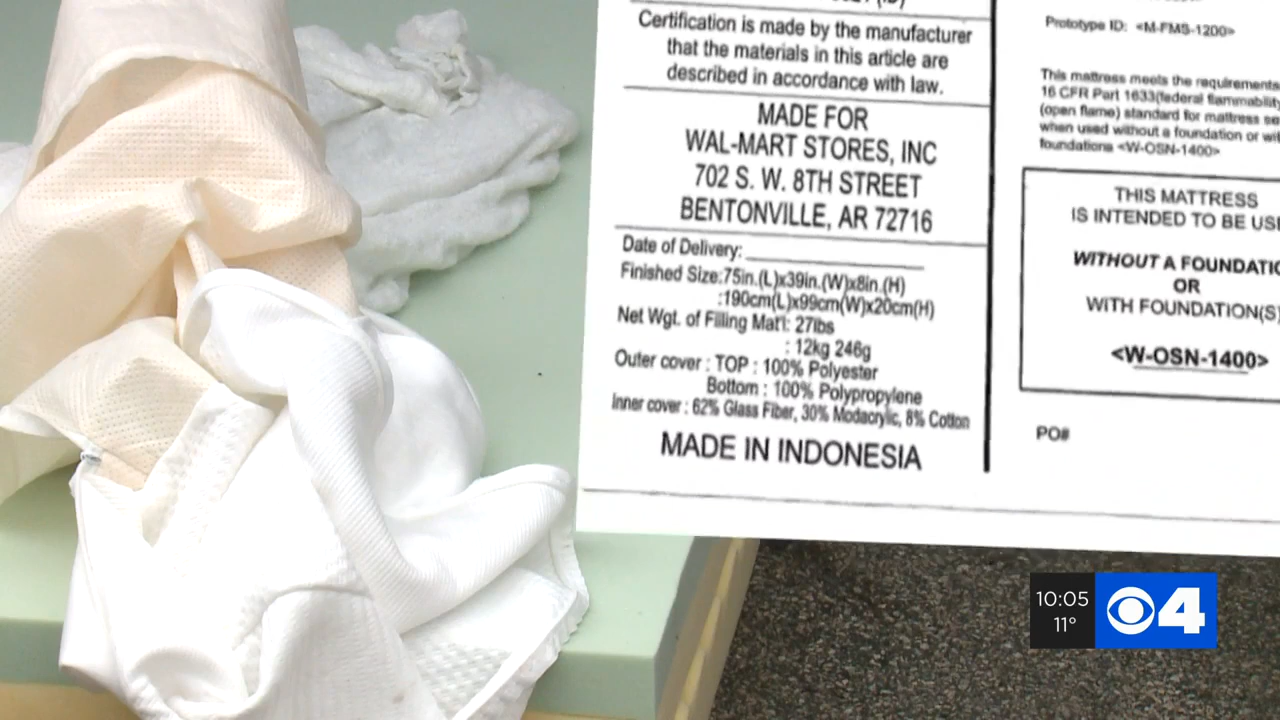 Certification is made by the manufacturer
that the materials in this article are
described in accordance with law.
MADE FOR
WAL-MART STORES, INC
702 S. W. 8TH STREET
BENTONVILLE, AR 72716
Date of Delivery:
Finished Size:75in.(L)x39in.(W)x8in.(H)
:190cm(L)x99cm(W)x20cm(H)
Net Wgt. of Filling Mat'l: 27lbs
: 12kg 246g
Outer cover : TOP : 100% Polyester
Bottom : 100% Polypropylene
Inner cover : 62% Glass Fiber, 30% Modacrylic, 8% Cotton
MADE IN INDONESIA
Prototype ID: <M-FMS-1200>
This mattress meets the requirements
16 CFR Part 1633(federal flammabilit
(open flame) standard for mattress se
when used without a foundation or wi
foundations <W-OSN-1400>
THIS MATTRESS
IS INTENDED TO BE USE
WITHOUT A FOUNDATIO
OR
WITH FOUNDATION(S)
<W-OSN-1400>
PO#
10:05
11°
4